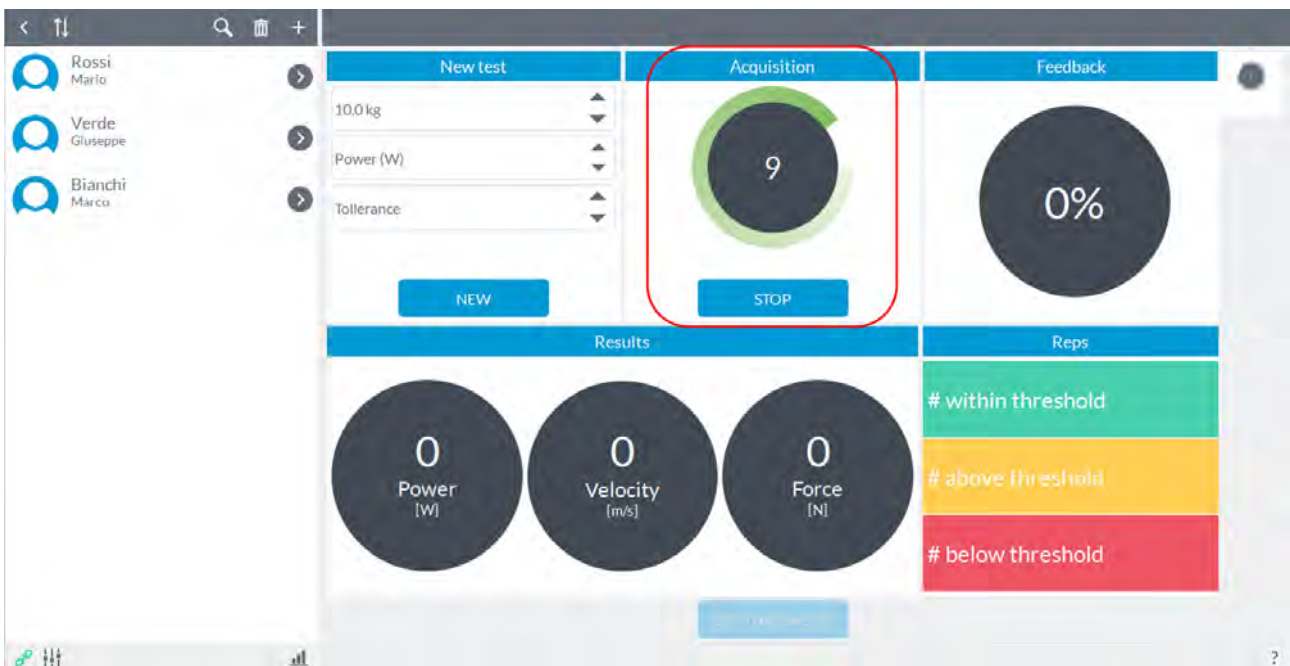 Rossi
Mario
Verde
Giuseppe
Bianchi
Marco
New test
10.0 kg
Power (W)
Tollerance
NEW
Acquisition
9
STOP
Feedback
0%
Results
0
Power
[W]
0
Velocity
[m/s]
0
Force
[N]
Reps
# within threshold
# above threshold
# below threshold
?